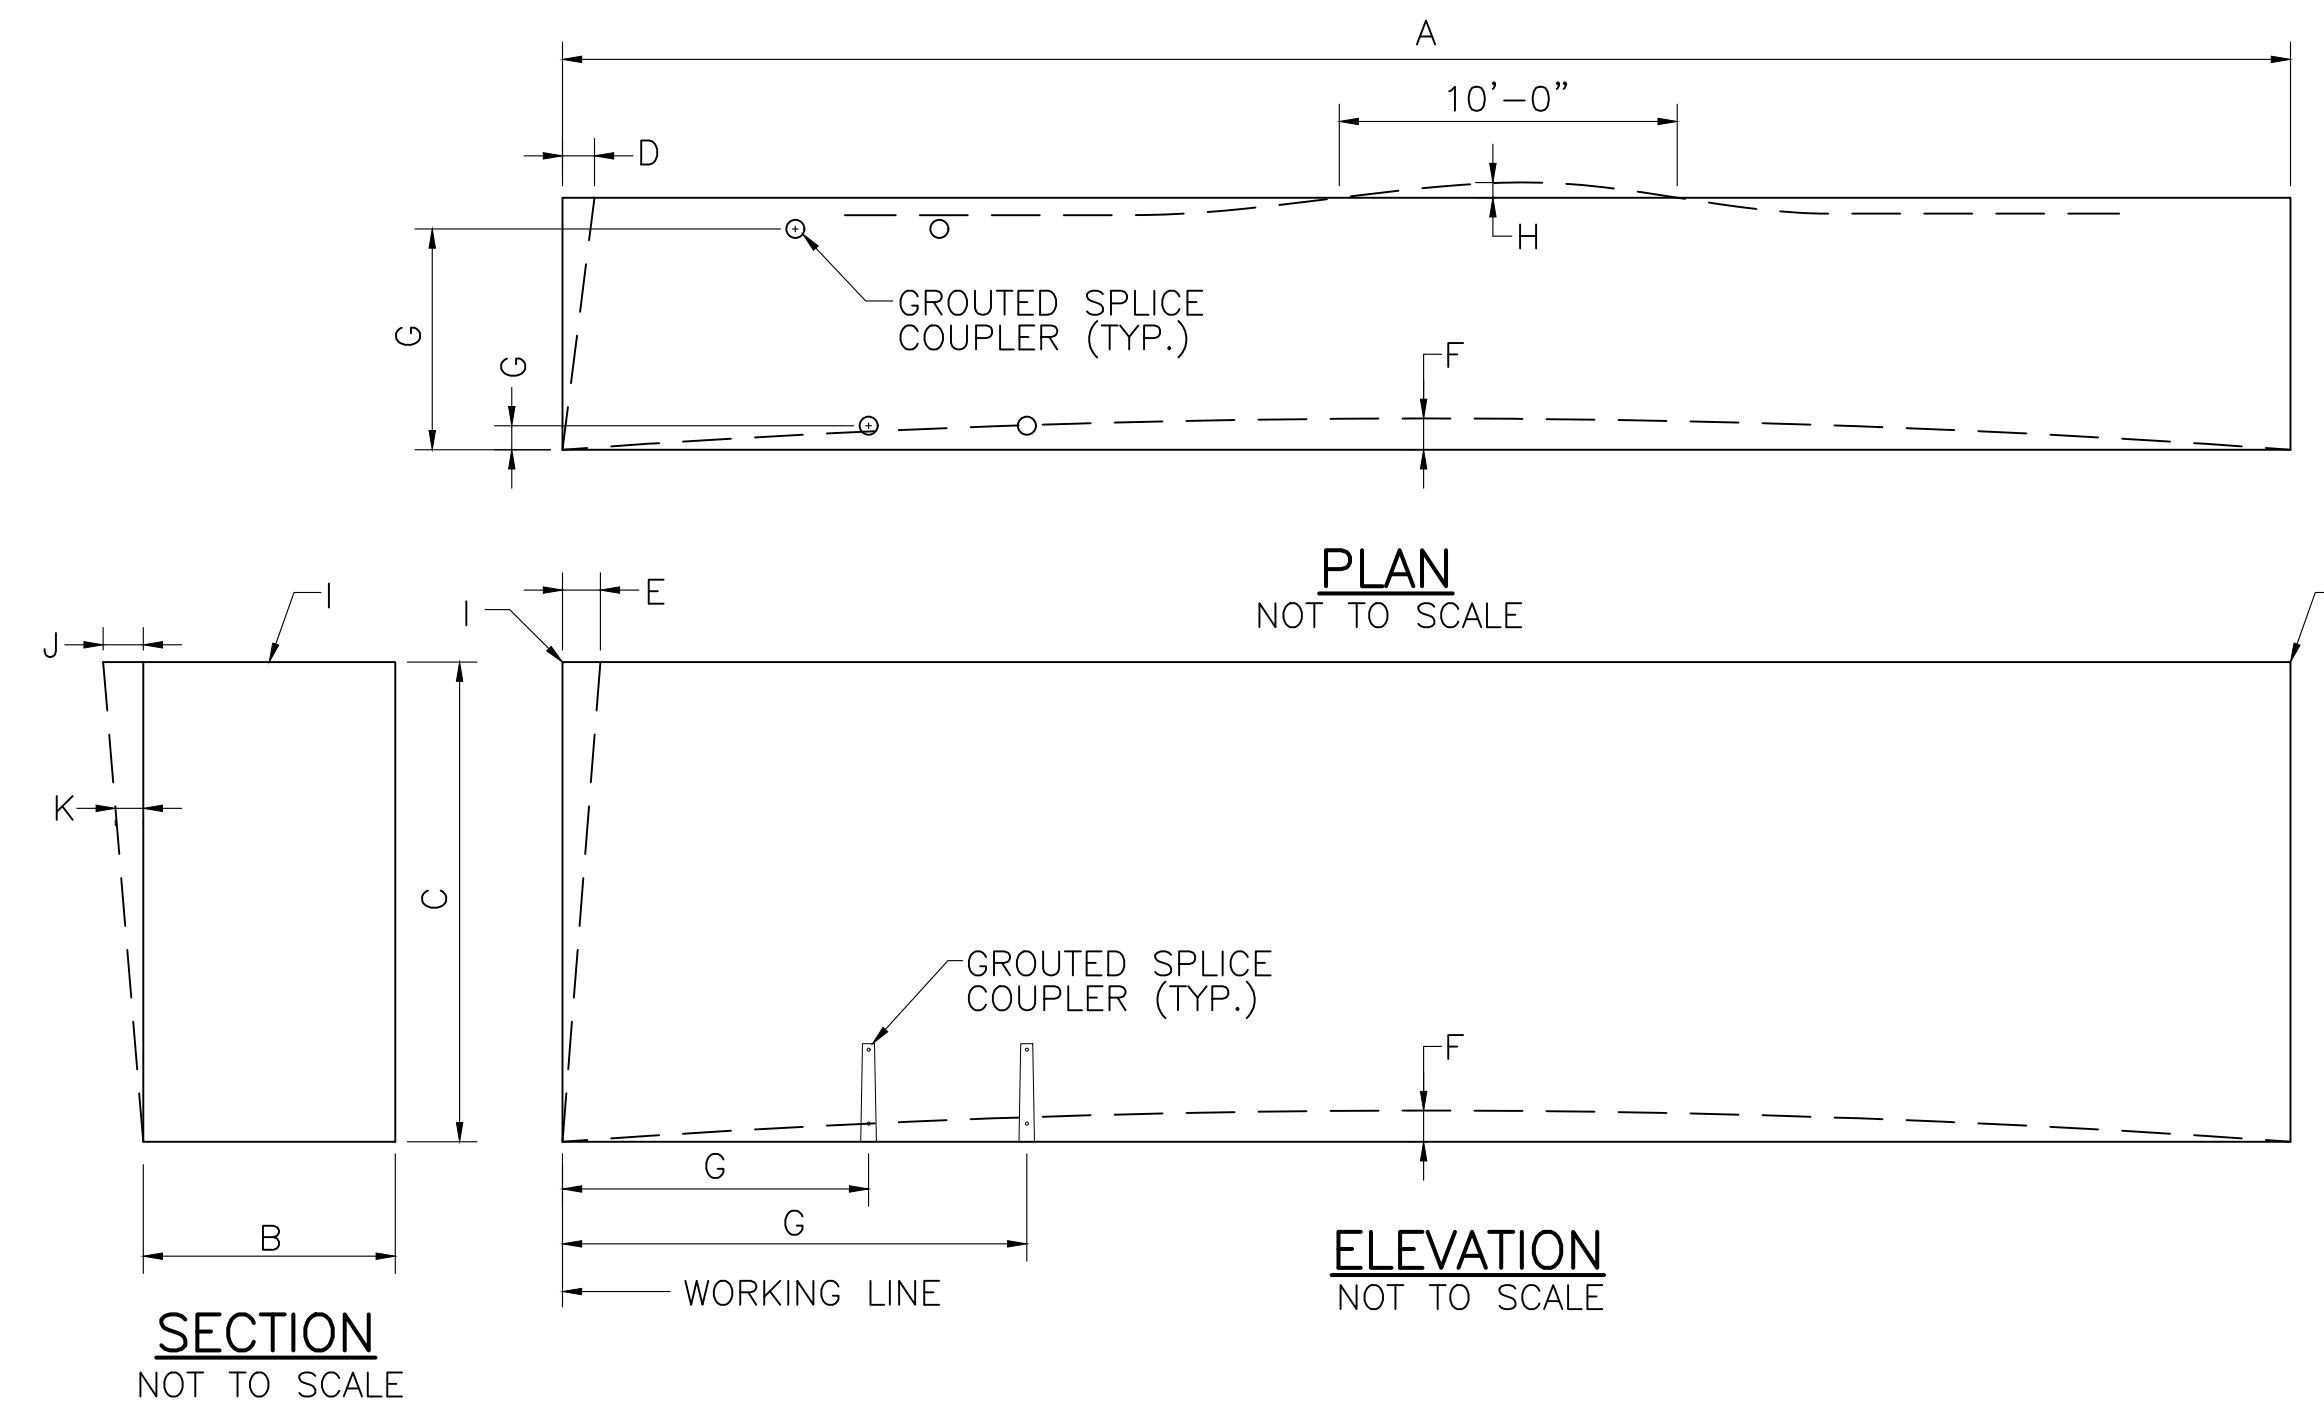 A
10'-0"
D
H
GROUTED SPLICE
COUPLER (TYP.)
G
G
F
PLAN
NOT TO SCALE
I
J
K
C
B
SECTION
NOT TO SCALE
I
E
GROUTED SPLICE
COUPLER (TYP.)
F
G
G
WORKING LINE
ELEVATION
NOT TO SCALE